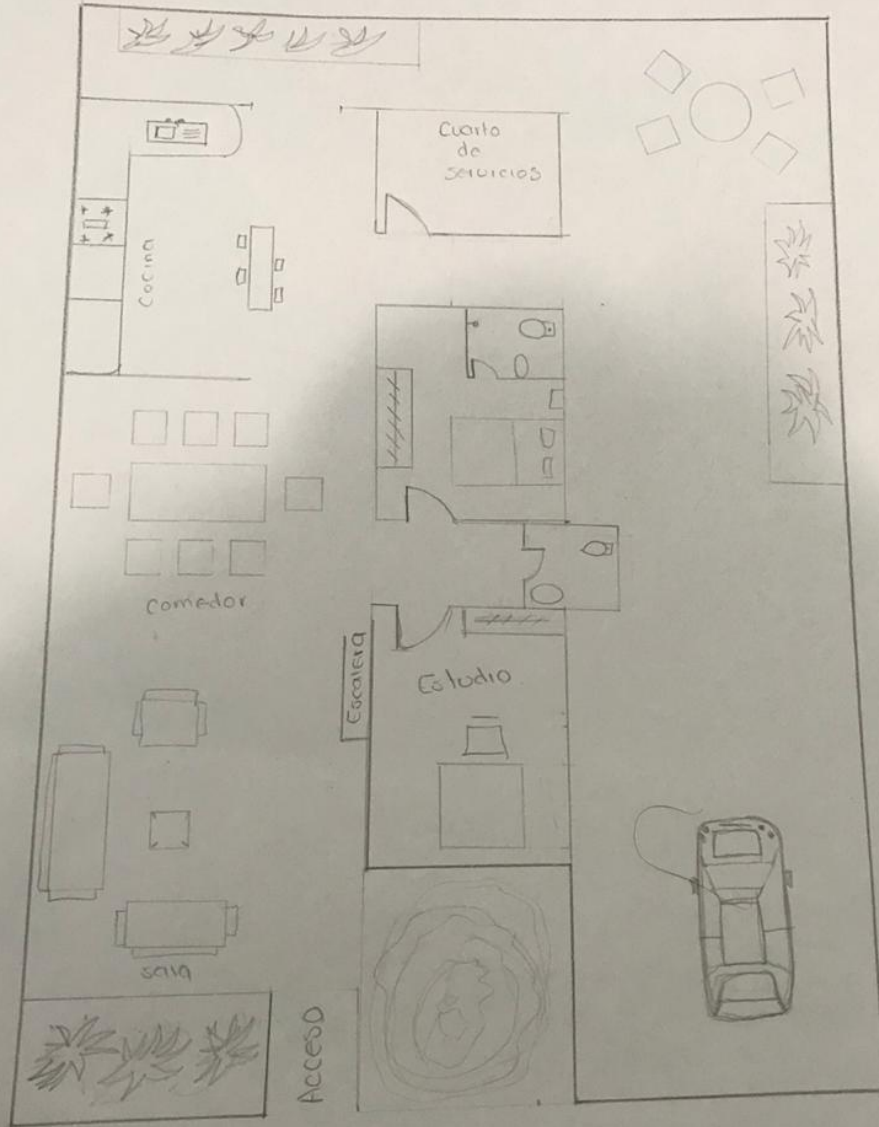 Cuarto
de
servicios
Cocina
Comedor
Escalera
Estudio
Sala
ACCESO